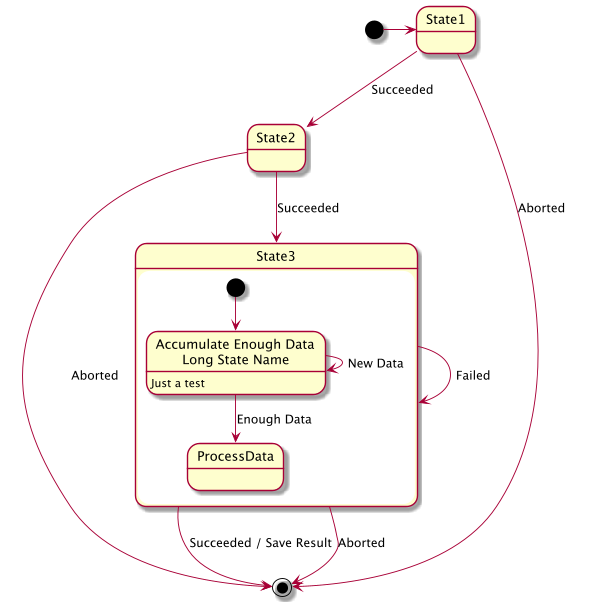 State1
Succeeded
State2
Aborted
Succeeded
State3
Accumulate Enough Data
Long State Name
Just a test
New Data
Aborted
Failed
Enough Data
ProcessData
Succeeded / Save Result
Aborted